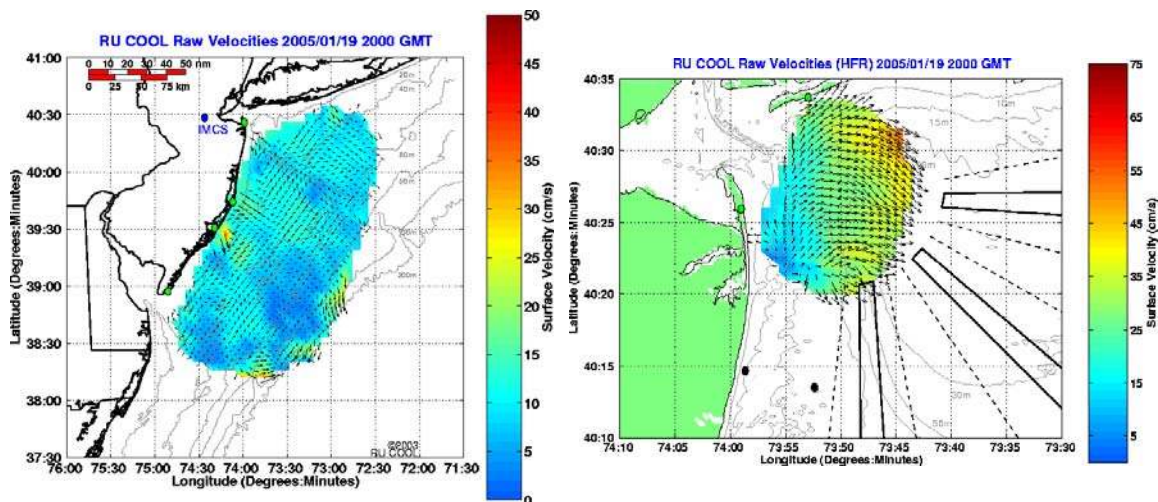 RU COOL Raw Velocities 2005/01/19 2000 GMT
0 10 20 30 40 50 nm
0 25 50 75 km
41:00
40:30
40:00
39:30
39:00
38:30
38:00
37:30
Latitude (Degrees:Minutes)
IMCS
20m
©2003
RU COOL
76:00 75:30 75:00 74:30 74:00 73:30 73:00 72:30 72:00 71:30
Longitude (Degrees:Minutes)
50
45
40
35
30
25
20
15
10
5
0
Surface Velocity (cm/s)
RU COOL Raw Velocities (HFR) 2005/01/19 2000 GMT
40:35
40:30
40:25
40:20
40:15
40:10
Latitude (Degrees:Minutes)
10m
15m
30m
74:10 74:05 74:00 73:55 73:50 73:45 73:40 73:35 73:30
Longitude (Degrees:Minutes)
75
65
55
45
35
25
15
5
0
Surface Velocity (cm/s)